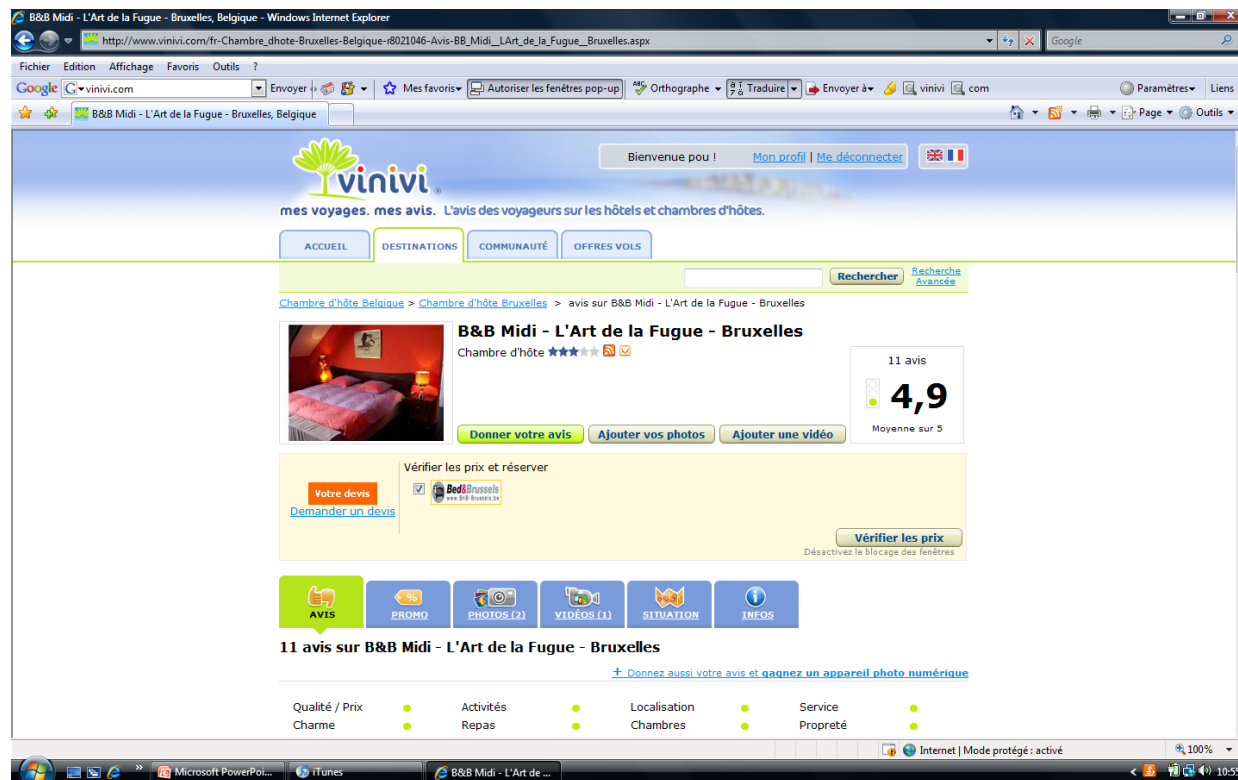 B&B Midi - L'Art de la Fugue - Bruxelles, Belgique - Windows Internet Explorer
http://www.vinivi.com/fr-Chambre_dhote-Bruxelles-Belgique-r8021046-Avis-BB_Midi__LArt_de_la_Fugue__Bruxelles.aspx
Google
Fichier Edition Affichage Favoris Outils ?
Google vinivi.com Envoyer Mes favoris Autoriser les fenêtres pop-up Orthographe Traduire Envoyer à vinivi com Paramètres Liens
B&B Midi - L'Art de la Fugue - Bruxelles, Belgique Page Outils
Bienvenue pou ! Mon profil | Me déconnecter
vinivi ®
mes voyages. mes avis. L'avis des voyageurs sur les hôtels et chambres d'hôtes.
ACCUEIL DESTINATIONS COMMUNAUTÉ OFFRES VOLS
Rechercher Recherche Avancée
Chambre d'hôte Belgique > Chambre d'hôte Bruxelles > avis sur B&B Midi - L'Art de la Fugue - Bruxelles
B&B Midi - L'Art de la Fugue - Bruxelles
Chambre d'hôte
11 avis
4,9
Moyenne sur 5
Donner votre avis Ajouter vos photos Ajouter une vidéo
Vérifier les prix et réserver
Votre devis
Demander un devis
Bed&Brussels
www.BnB-Brussels.be
Vérifier les prix
Désactivez le blocage des fenêtres
AVIS PROMO PHOTOS (2) VIDÉOS (1) SITUATION INFOS
11 avis sur B&B Midi - L'Art de la Fugue - Bruxelles
+ Donnez aussi votre avis et gagnez un appareil photo numérique
Qualité / Prix Activités Localisation Service
Charme Repas Chambres Propreté
Internet | Mode protégé : activé 100%
Microsoft PowerPoi... iTunes B&B Midi - L'Art de ... 10:55